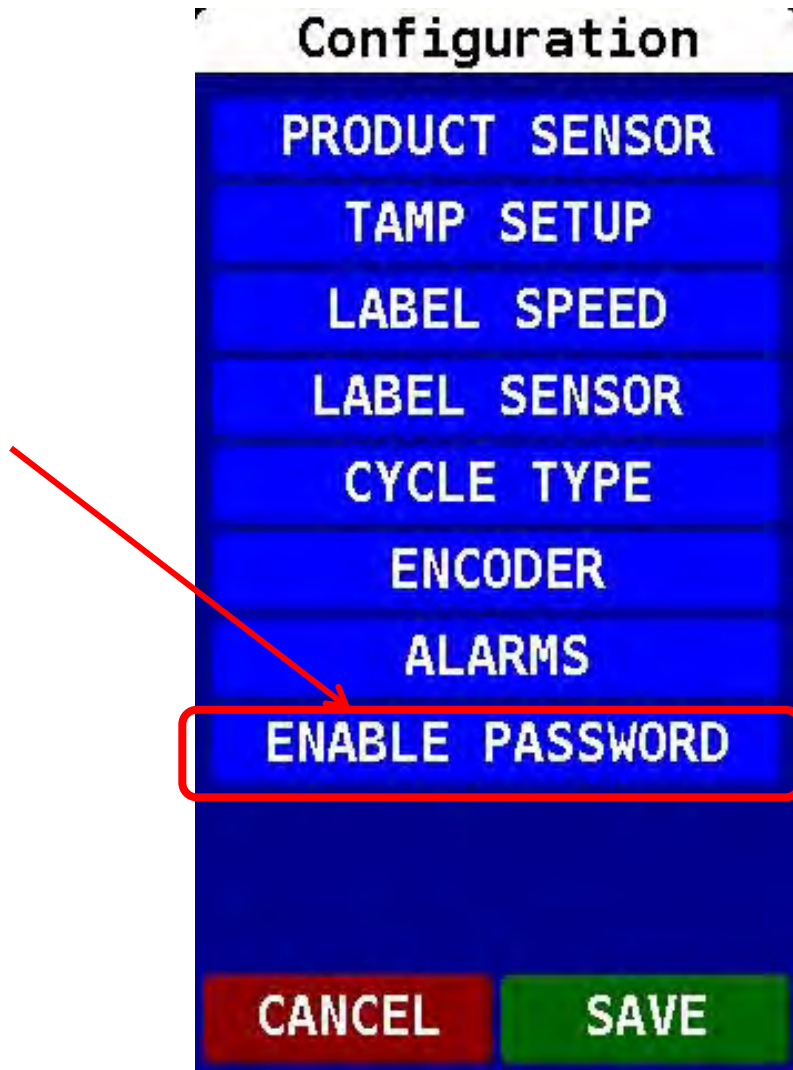 Configuration
PRODUCT SENSOR
TAMP SETUP
LABEL SPEED
LABEL SENSOR
CYCLE TYPE
ENCODER
ALARMS
ENABLE PASSWORD
CANCEL SAVE